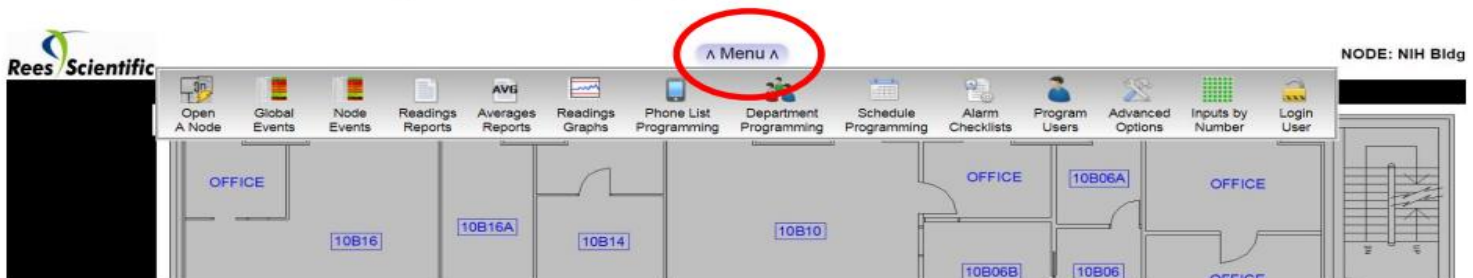 Rees Scientific
∧ Menu ∧
NODE: NIH Bldg
AVG
Open A Node
Global Events
Node Events
Readings Reports
Averages Reports
Readings Graphs
Phone List Programming
Department Programming
Schedule Programming
Alarm Checklists
Program Users
Advanced Options
Inputs by Number
Login User
OFFICE
OFFICE
10B06A
OFFICE
10B16
10B16A
10B14
10B10
10B06B
10B06
OFFICE